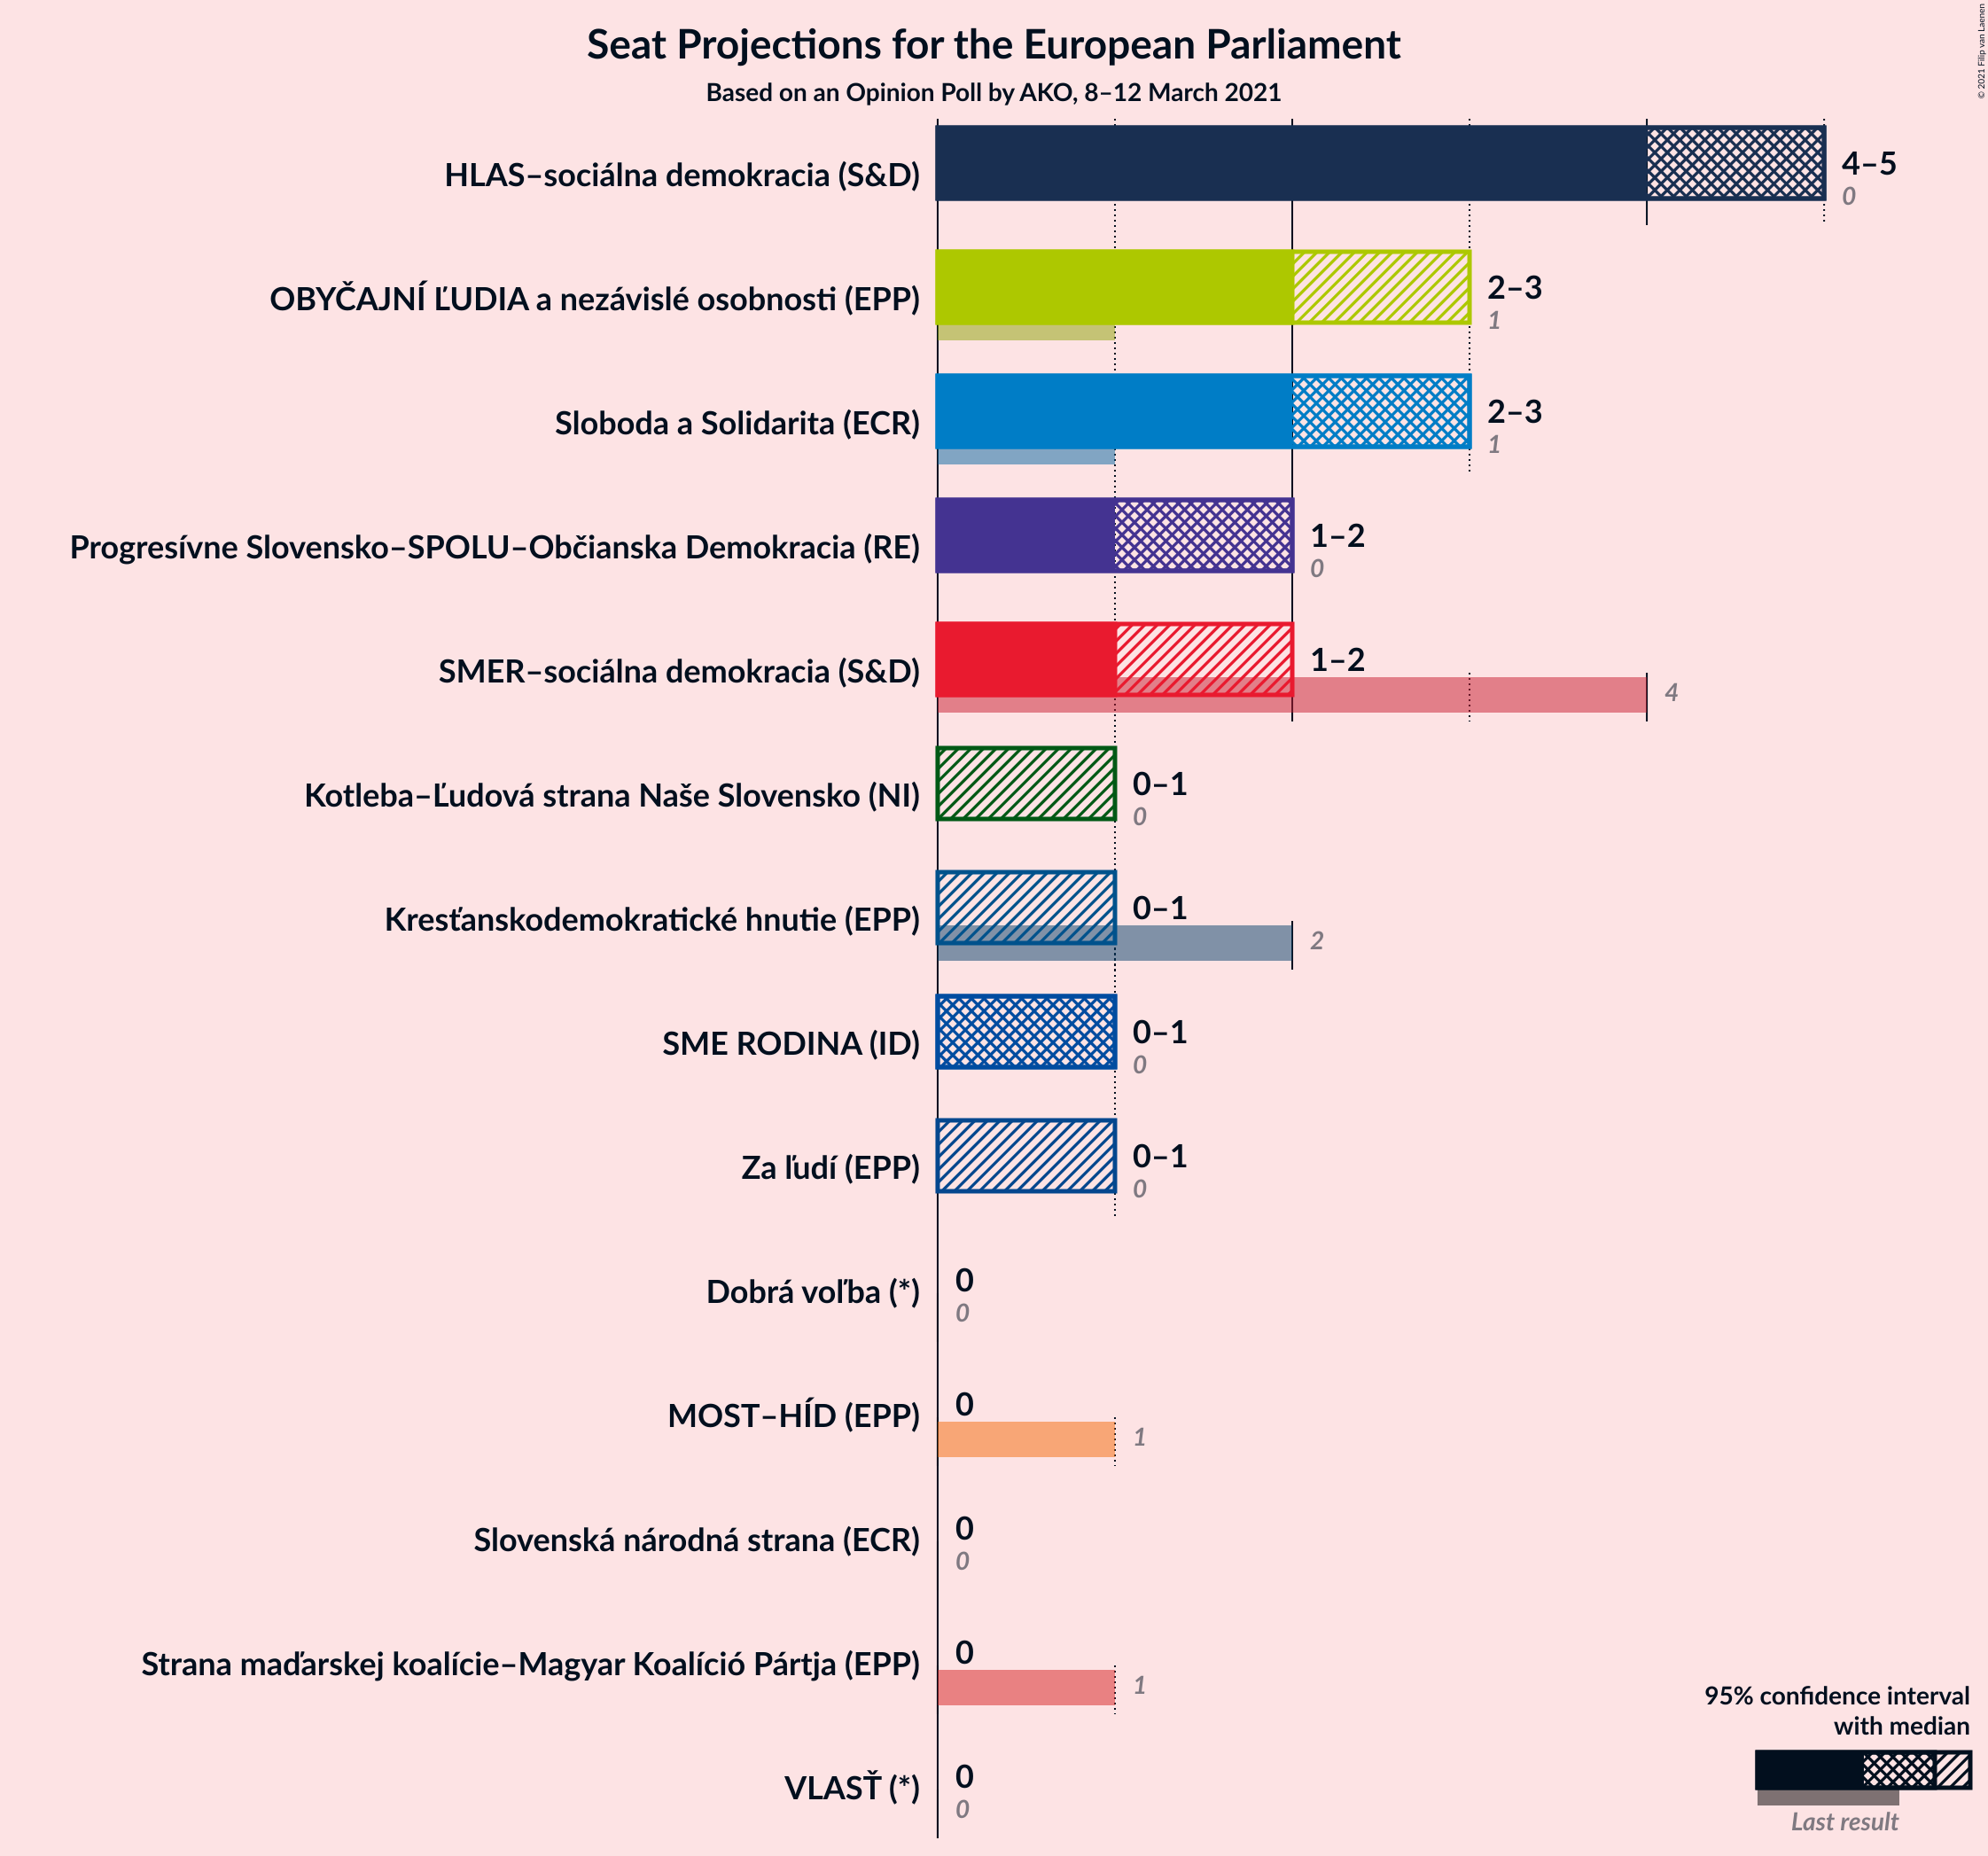 Seat Projections for the European Parliament
Based on an Opinion Poll by AKO, 8–12 March 2021
© 2021 Filip van Laenen
HLAS–sociálna demokracia (S&D)
4–5
0
OBYČAJNÍ ĽUDIA a nezávislé osobnosti (EPP)
2–3
1
Sloboda a Solidarita (ECR)
2–3
1
Progresívne Slovensko–SPOLU–Občianska Demokracia (RE)
1–2
0
SMER–sociálna demokracia (S&D)
1–2
4
Kotleba–Ľudová strana Naše Slovensko (NI)
0–1
0
Kresťanskodemokratické hnutie (EPP)
0–1
2
SME RODINA (ID)
0–1
0
Za ľudí (EPP)
0–1
0
Dobrá voľba (*)
0
0
MOST–HÍD (EPP)
0
1
Slovenská národná strana (ECR)
0
0
Strana maďarskej koalície–Magyar Koalíció Pártja (EPP)
0
1
VLASŤ (*)
0
0
95% confidence interval
with median
Last result